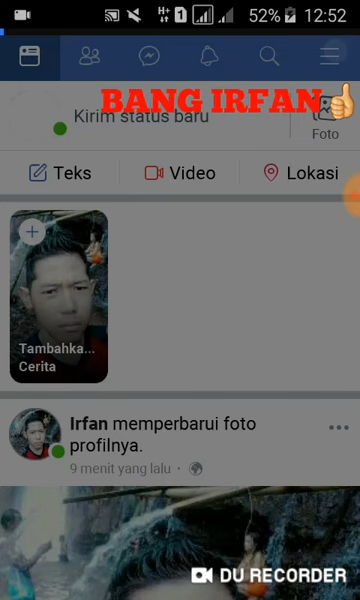 H+ 1 52% 12:52
BANG IRFAN👍
Kirim status baru
Foto
Teks Video Lokasi
Tambahka...
Cerita
Irfan memperbarui foto
profilnya.
9 menit yang lalu ·
DU RECORDER